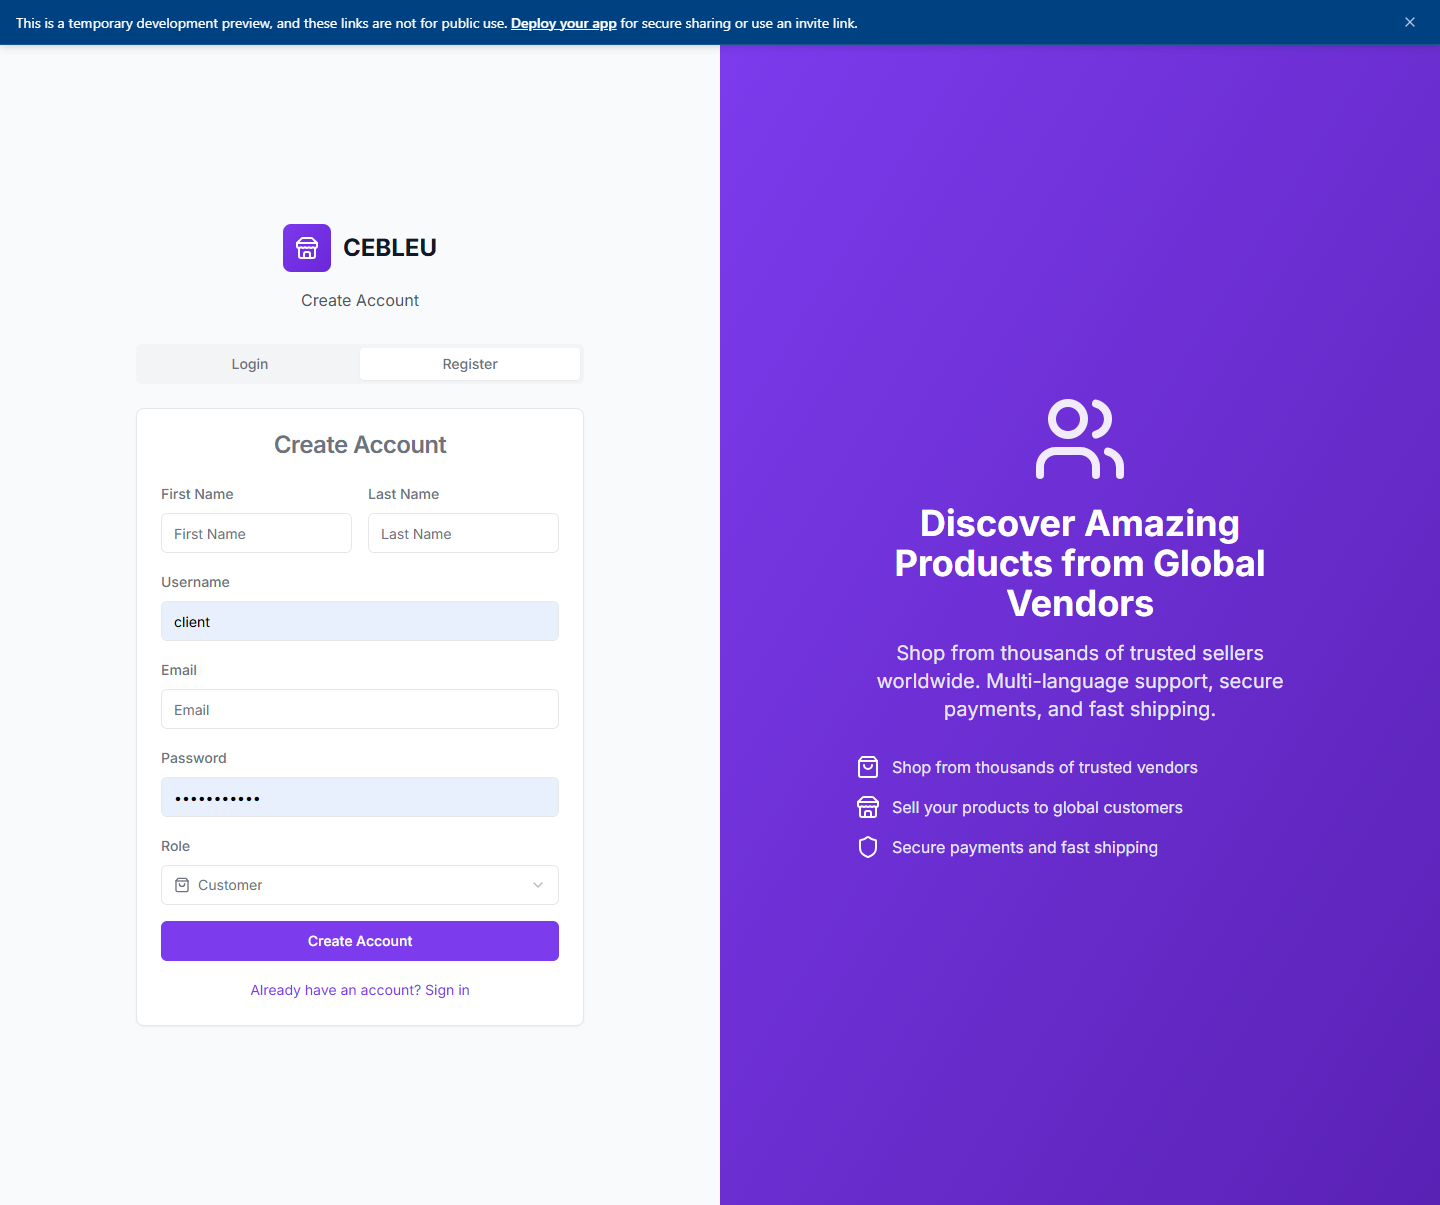 This is a temporary development preview, and these links are not for public use. Deploy your app for secure sharing or use an invite link.
CEBLEU
Create Account
Login
Register
Create Account
First Name
Last Name
First Name
Last Name
Username
client
Email
Email
Password
•••••••••••
Role
Customer
Create Account
Already have an account? Sign in
Discover Amazing
Products from Global
Vendors
Shop from thousands of trusted sellers
worldwide. Multi-language support, secure
payments, and fast shipping.
Shop from thousands of trusted vendors
Sell your products to global customers
Secure payments and fast shipping